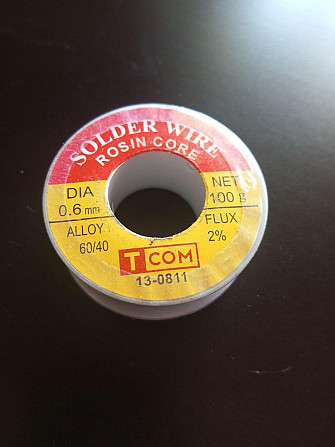 SOLDER WIRE
ROSIN CORE
DIA
0.6 mm
ALLOY
60/40
NET
100 g
FLUX
2%
TCOM
13-0811